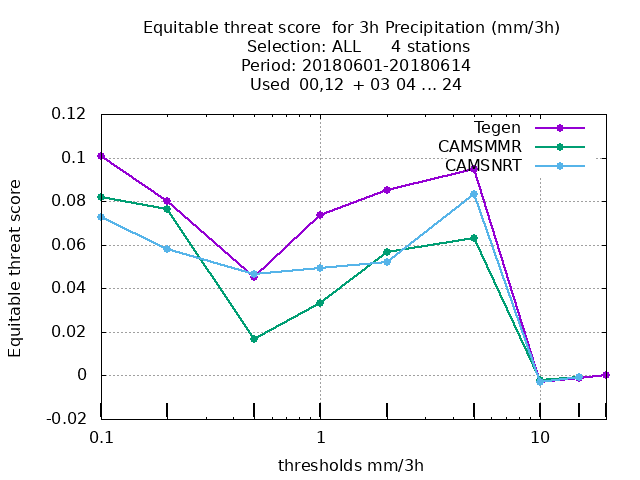 Equitable threat score  for 3h Precipitation (mm/3h)
Selection: ALL      4 stations
Period: 20180601-20180614
Used  00,12  + 03 04 ... 24
0.12
0.1
0.08
0.06
0.04
0.02
0
-0.02
Equitable threat score
Tegen
CAMSMMR
CAMSNRT
0.1
1
10
thresholds mm/3h